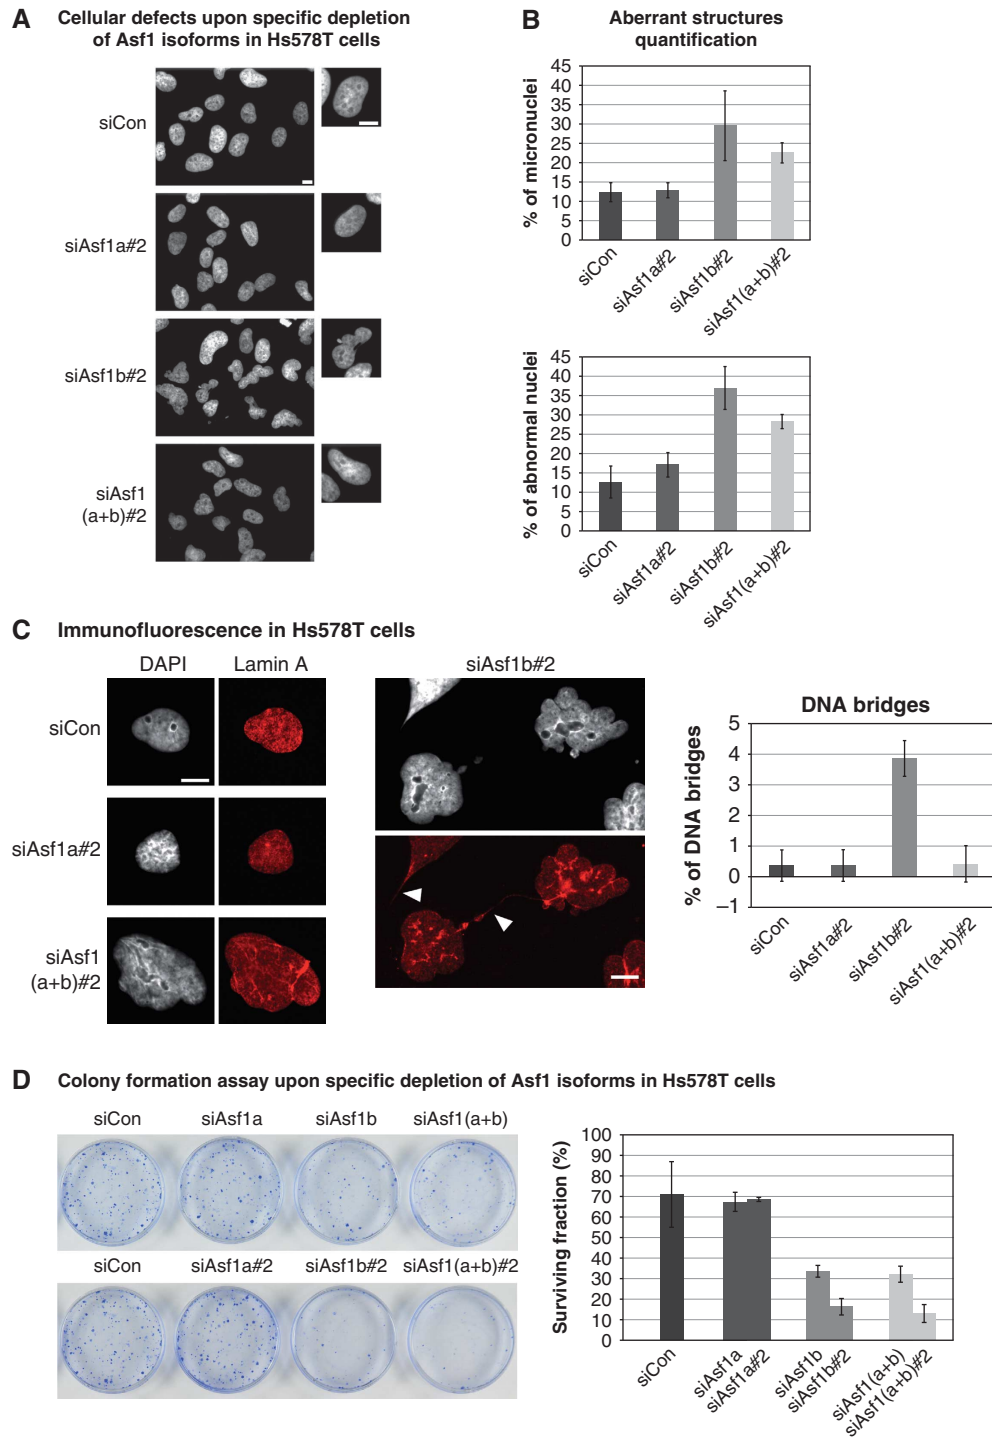 A Cellular defects upon specific depletion
of Asf1 isoforms in Hs578T cells
siCon
siAsf1a#2
siAsf1b#2
siAsf1
(a+b)#2
B Aberrant structures
quantification
% of micronuclei
45
40
35
30
25
20
15
10
5
0
siCon
siAsf1a#2
siAsf1b#2
siAsf1(a+b)#2
% of abnormal nuclei
45
40
35
30
25
20
15
10
5
0
siCon
siAsf1a#2
siAsf1b#2
siAsf1(a+b)#2
C Immunofluorescence in Hs578T cells
DAPI Lamin A
siCon
siAsf1a#2
siAsf1
(a+b)#2
siAsf1b#2
DNA bridges
% of DNA bridges
5
4
3
2
1
0
–1
siCon
siAsf1a#2
siAsf1b#2
siAsf1(a+b)#2
D Colony formation assay upon specific depletion of Asf1 isoforms in Hs578T cells
siCon siAsf1a siAsf1b siAsf1(a+b)
siCon siAsf1a#2 siAsf1b#2 siAsf1(a+b)#2
Surviving fraction (%)
100
90
80
70
60
50
40
30
20
10
0
siCon
siAsf1a
siAsf1a#2
siAsf1b
siAsf1b#2
siAsf1(a+b)
siAsf1(a+b)#2